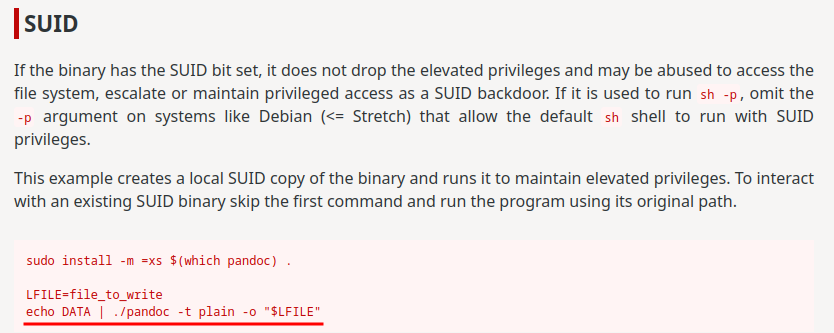 SUID
If the binary has the SUID bit set, it does not drop the elevated privileges and may be abused to access the
file system, escalate or maintain privileged access as a SUID backdoor. If it is used to run sh -p, omit the
-p argument on systems like Debian (<= Stretch) that allow the default sh shell to run with SUID
privileges.
This example creates a local SUID copy of the binary and runs it to maintain elevated privileges. To interact
with an existing SUID binary skip the first command and run the program using its original path.
sudo install -m =xs $(which pandoc) .
LFILE=file_to_write
echo DATA | ./pandoc -t plain -o "$LFILE"